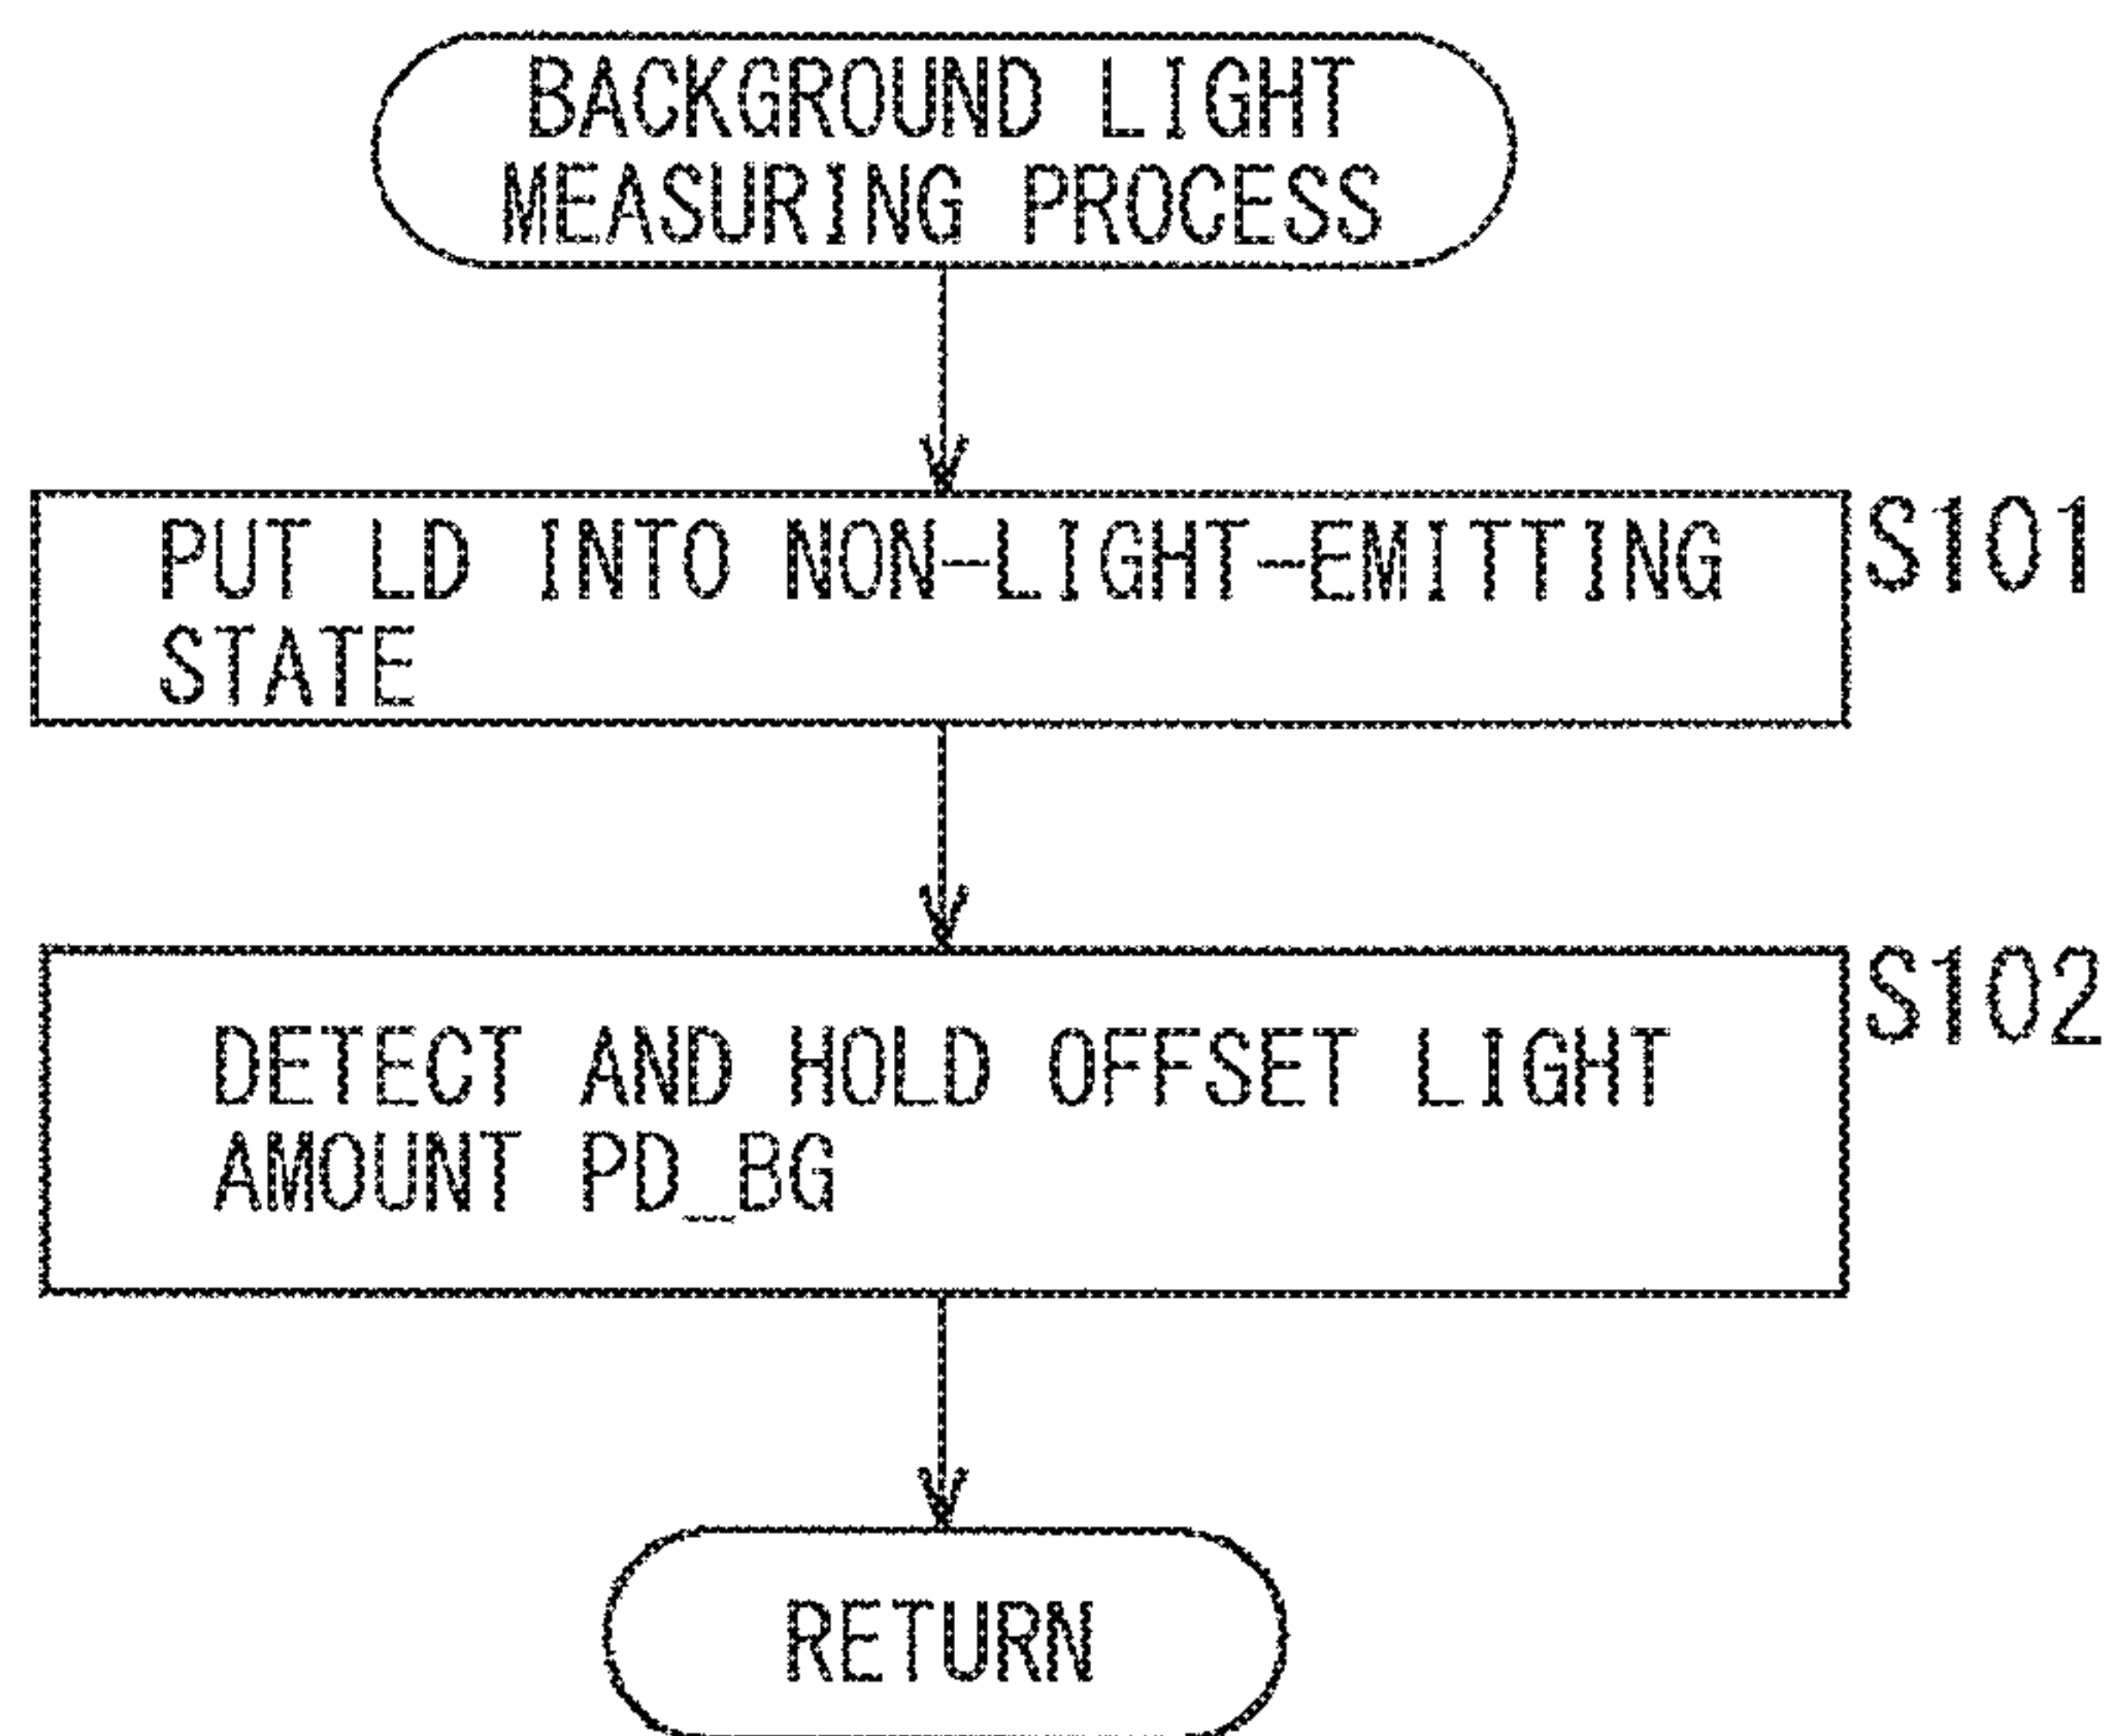 BACKGROUND LIGHT
MEASURING PROCESS
PUT LD INTO NON-LIGHT-EMITTING
STATE
S101
DETECT AND HOLD OFFSET LIGHT
AMOUNT PD_BG
S102
RETURN